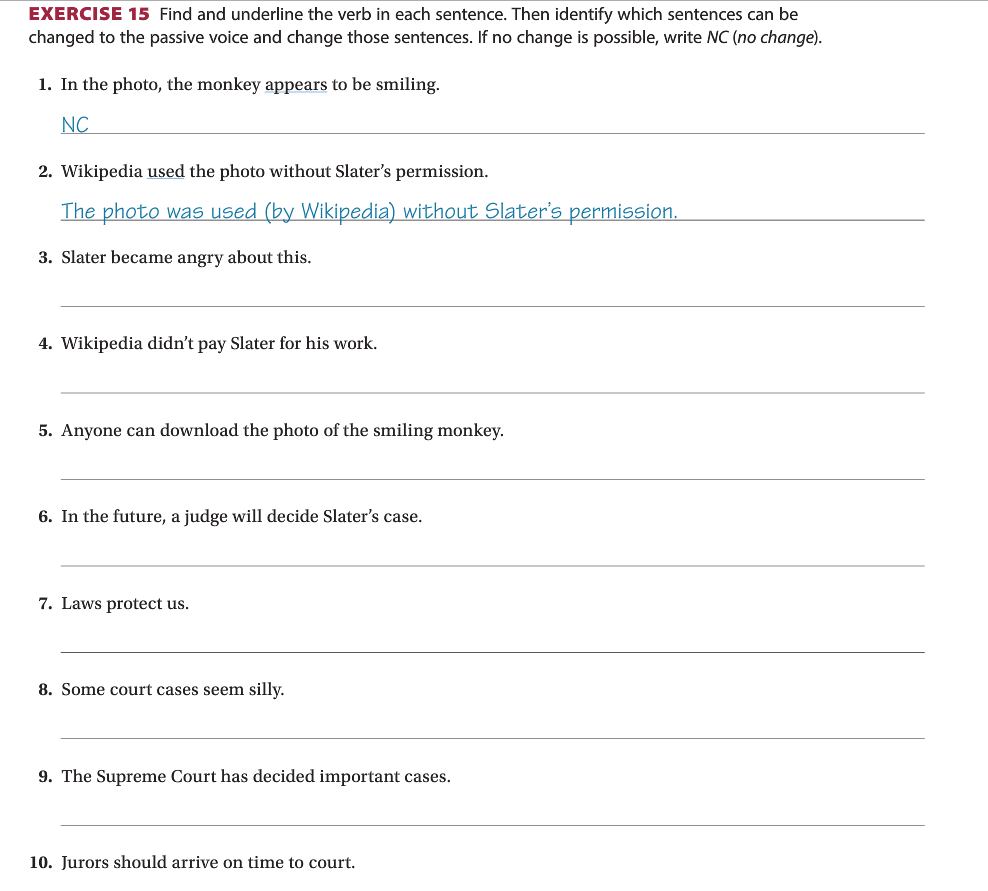 EXERCISE 15 Find and underline the verb in each sentence. Then identify which sentences can be
changed to the passive voice and change those sentences. If no change is possible, write NC (no change).
1. In the photo, the monkey appears to be smiling.
NC
2. Wikipedia used the photo without Slater’s permission.
The photo was used (by Wikipedia) without Slater’s permission.
3. Slater became angry about this.
4. Wikipedia didn’t pay Slater for his work.
5. Anyone can download the photo of the smiling monkey.
6. In the future, a judge will decide Slater’s case.
7. Laws protect us.
8. Some court cases seem silly.
9. The Supreme Court has decided important cases.
10. Jurors should arrive on time to court.